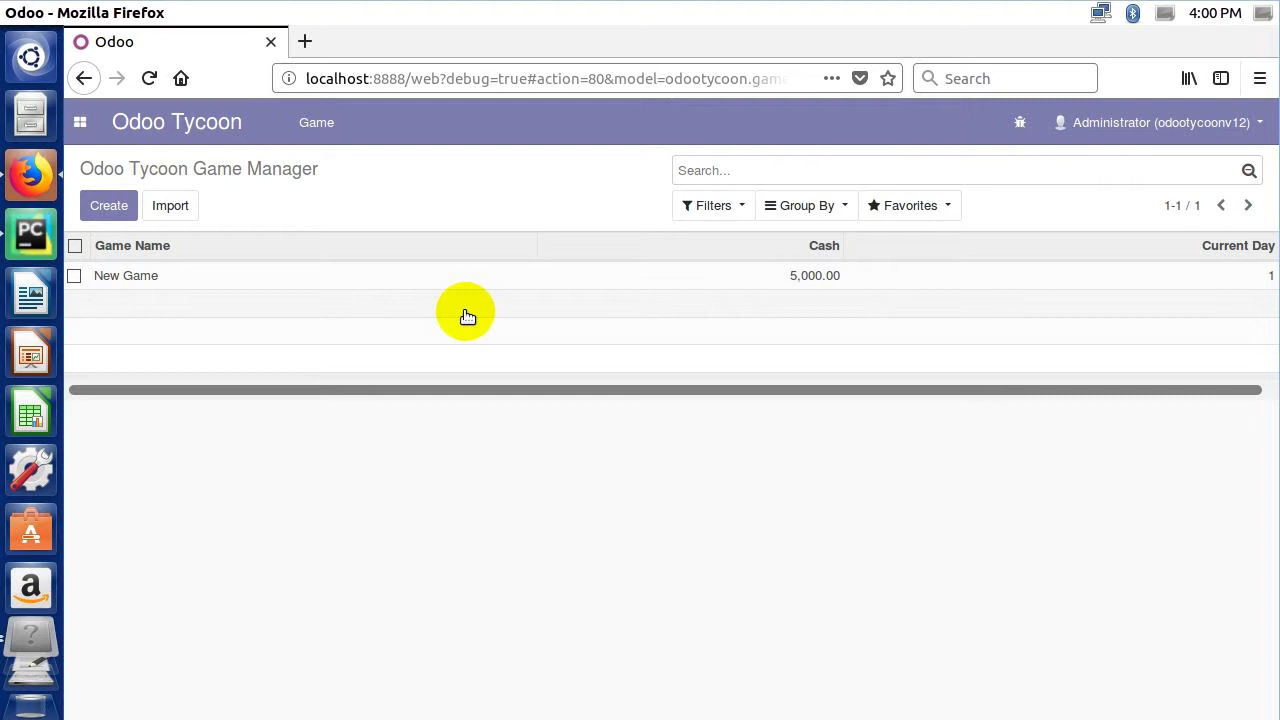 Odoo - Mozilla Firefox
4:00 PM
Odoo
localhost:8888/web?debug=true#action=80&model=odootycoon.gam
Search
Odoo Tycoon
Game
Administrator (odootycoonv12)
Odoo Tycoon Game Manager
Search...
Create
Import
Filters
Group By
Favorites
1-1 / 1
Game Name
Cash
Current Day
New Game
5,000.00
1
PC
A
a
?